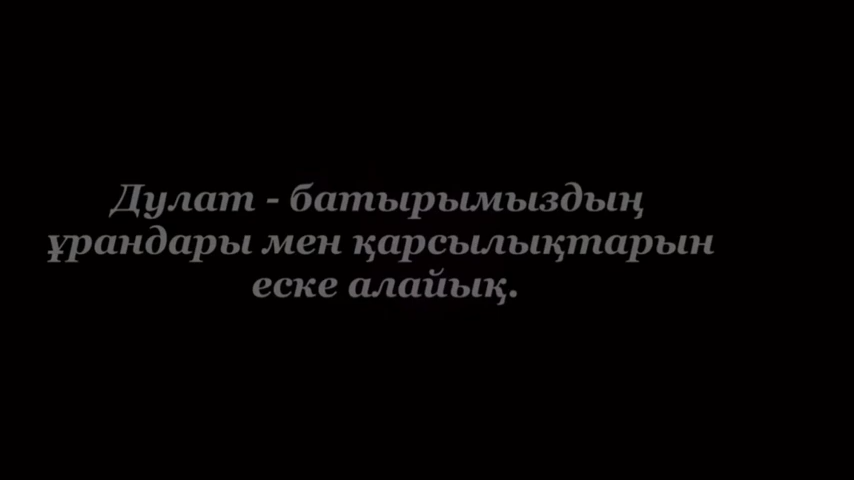 Дулат - батырымыздың
ұрандары мен қарсылықтарын
еске алайық.